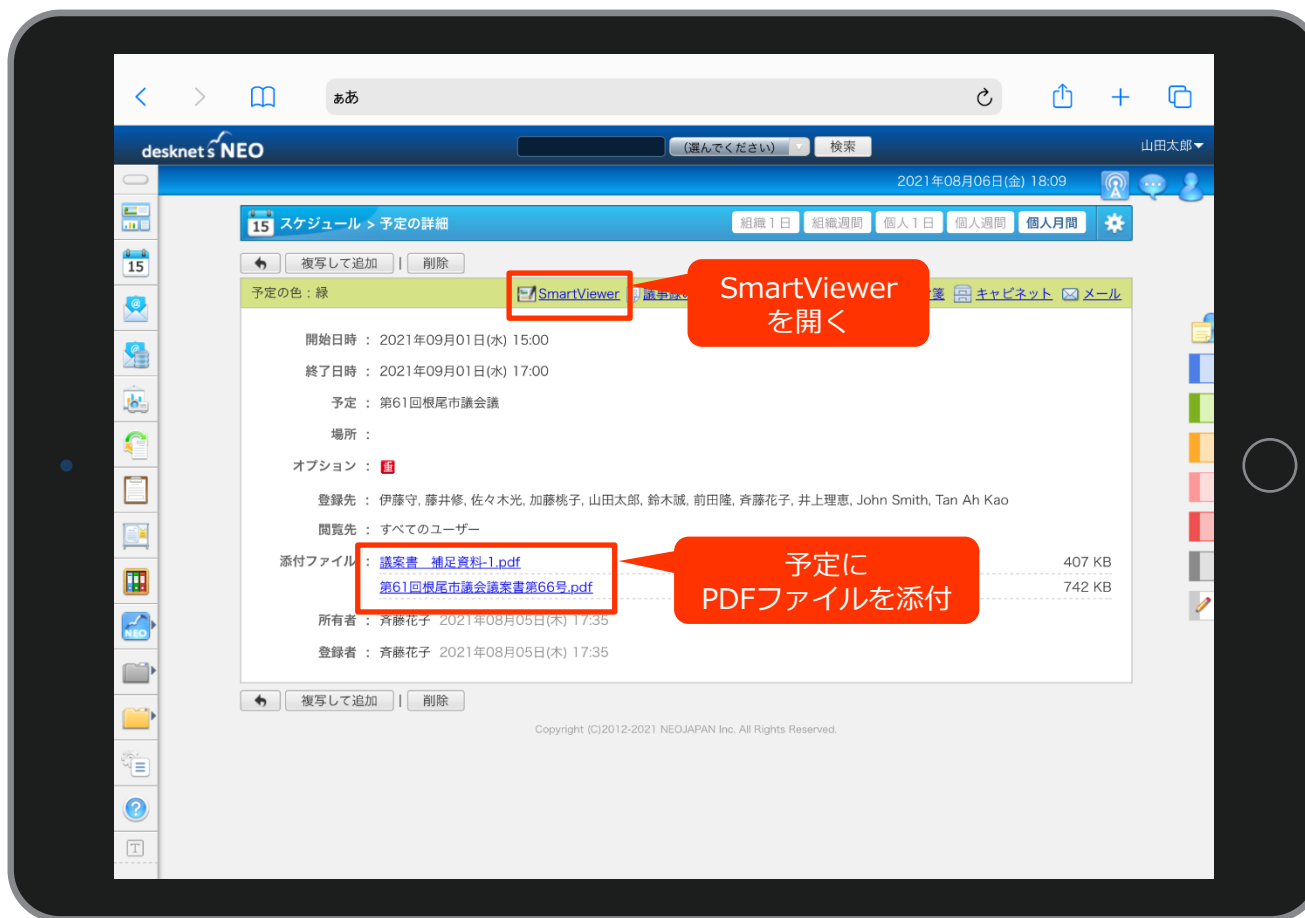 ぁあ
desknet's NEO
(選んでください) 検索 山田太郎▼
2021年08月06日(金) 18:09
15 スケジュール > 予定の詳細 組織1日 組織週間 個人1日 個人週間 個人月間
15
複写して追加 | 削除
予定の色：緑 SmartViewer 議事録 キャビネット メール
SmartViewer
を開く
開始日時 : 2021年09月01日(水) 15:00
終了日時 : 2021年09月01日(水) 17:00
予定 : 第61回根尾市議会議
場所 :
オプション : 重
登録先 : 伊藤守, 藤井修, 佐々木光, 加藤桃子, 山田太郎, 鈴木誠, 前田隆, 斉藤花子, 井上理恵, John Smith, Tan Ah Kao
閲覧先 : すべてのユーザー
添付ファイル : 議案書　補足資料-1.pdf 407 KB
第61回根尾市議会議案書第66号.pdf 742 KB
予定に
PDFファイルを添付
所有者 : 斉藤花子 2021年08月05日(木) 17:35
登録者 : 斉藤花子 2021年08月05日(木) 17:35
NEO
複写して追加 | 削除
Copyright (C)2012-2021 NEOJAPAN Inc. All Rights Reserved.
?
T